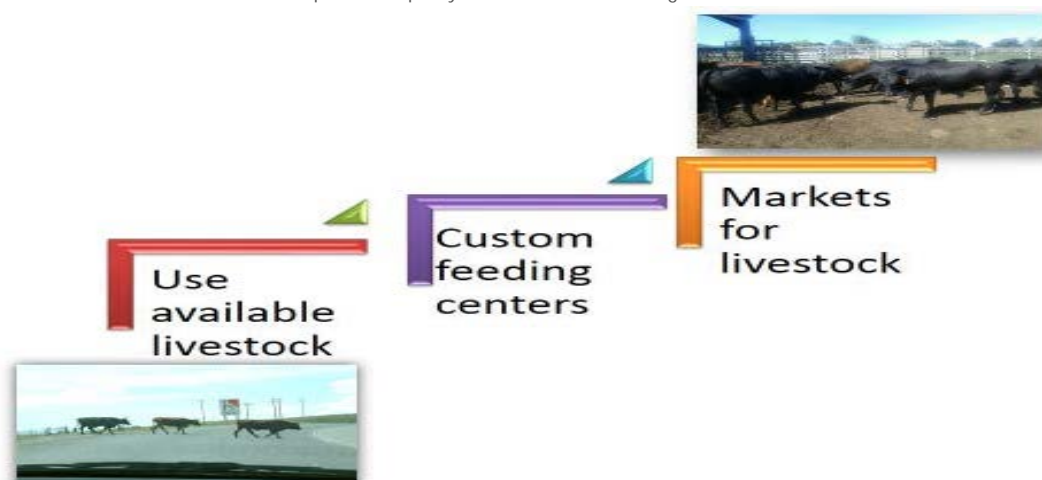 Use
available
livestock
Custom
feeding
centers
Markets
for
livestock